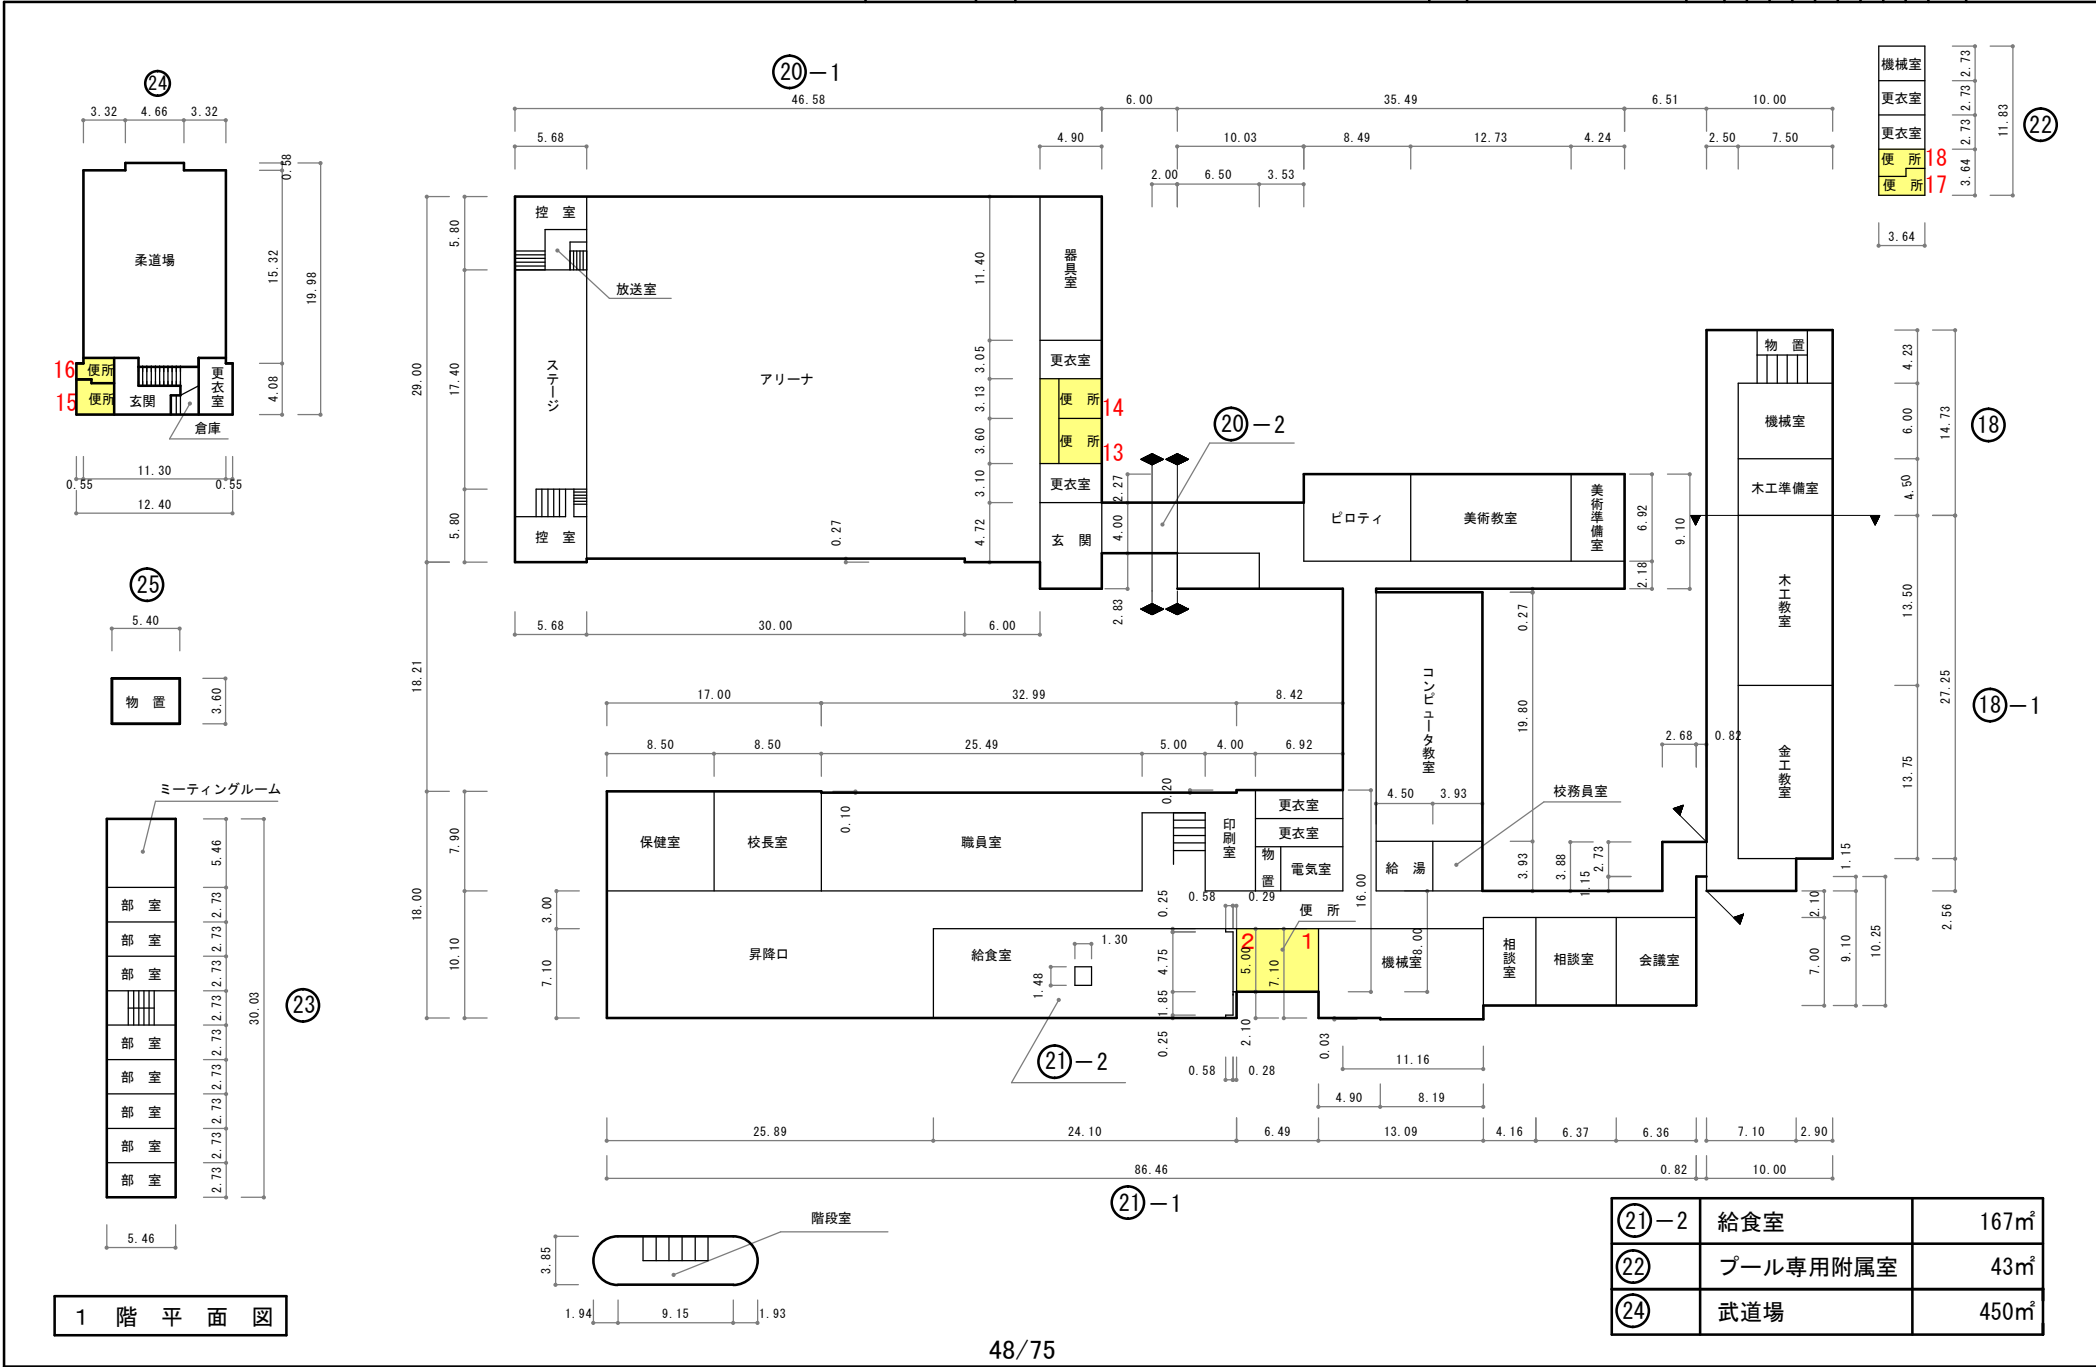 ㉔
3.32 4.66 3.32
0.58
15.32
19.98
4.08
柔道場
16 便所
15 便所
玄関
更衣室
倉庫
11.30
0.55 0.55
12.40
㉕
5.40
物 置
3.60
ミーティングルーム
部 室
部 室
部 室
部 室
部 室
部 室
部 室
部 室
5.46
2.73
2.73
2.73
2.73
2.73
2.73
2.73
2.73
2.73
30.03
㉓
5.46
1 階 平 面 図
⑳-1
46.58 6.00 35.49 6.51 10.00
5.68 4.90 10.03 8.49 12.73 4.24 2.50 7.50
2.00 6.50 3.53
29.00
5.80
17.40
5.80
控 室
放送室
ステージ
控 室
アリーナ
0.27
11.40
3.05
3.13
3.60
3.10
4.72
器具室
更衣室
便 所 14
便 所 13
更衣室
玄 関
⑳-2
2.27
4.00
2.83
ピロティ
美術教室
美術準備室
6.92
2.18
9.10
5.68 30.00 6.00
18.21
機械室
更衣室
更衣室
便 所 18
便 所 17
2.73
2.73
2.73
3.64
11.83
㉒
3.64
物 置
機械室
木工準備室
木工教室
金工教室
4.23
6.00
4.50
13.50
13.75
14.73
27.25
⑱
⑱-1
1.15
2.56
2.68 0.82
コンピュータ教室
0.27
19.80
3.93
4.50 3.93
給 湯
校務員室
3.88
1.15
2.73
17.00 32.99 8.42
8.50 8.50 25.49 5.00 4.00 6.92
18.00
7.90
10.10
3.00
7.10
保健室
校長室
0.10
職員室
0.20
印刷室
更衣室
更衣室
物置
電気室
16.00
0.25
0.58 0.29
便 所
昇降口
給食室
1.30
1.48
4.75
1.85
0.25
2 1
5.00
7.10
2.10
機械室
8.00
相談室
相談室
会議室
2.10
7.00
9.10
10.25
㉑-2
0.58 0.28
0.03
11.16
4.90 8.19
25.89 24.10 6.49 13.09 4.16 6.37 6.36 7.10 2.90
86.46 0.82 10.00
㉑-1
階段室
3.85
1.94 9.15 1.93
㉑-2 給食室 167㎡
㉒ プール専用附属室 43㎡
㉔ 武道場 450㎡
48/75